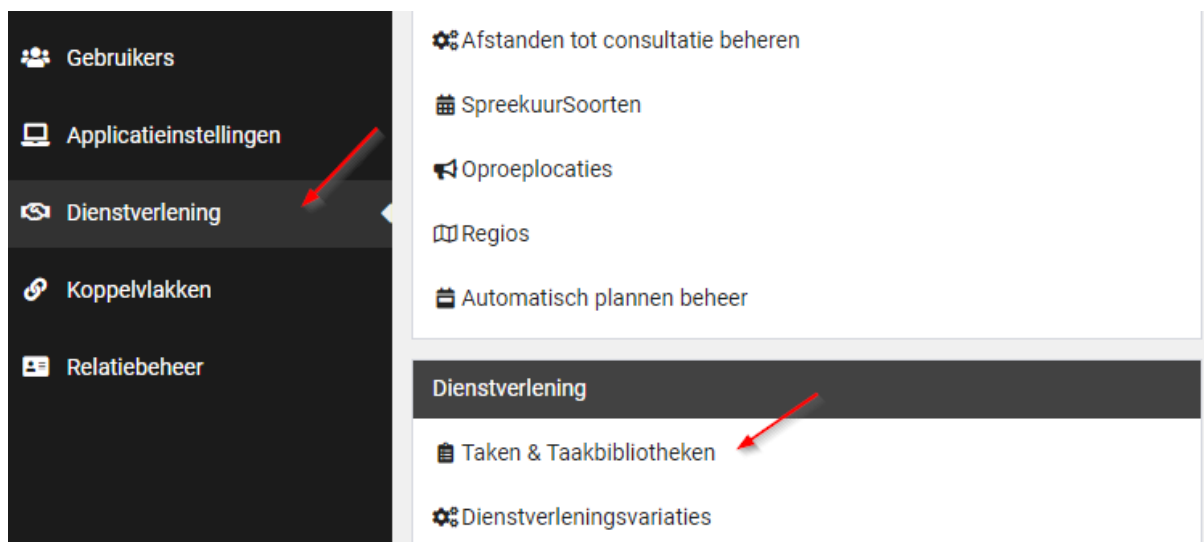 Gebruikers
Applicatieinstellingen
Dienstverlening
Koppelvlakken
Relatiebeheer
Afstanden tot consultatie beheren
SpreekuurSoorten
Oproeplocaties
Regios
Automatisch plannen beheer
Dienstverlening
Taken & Taakbibliotheken
Dienstverleningsvariaties